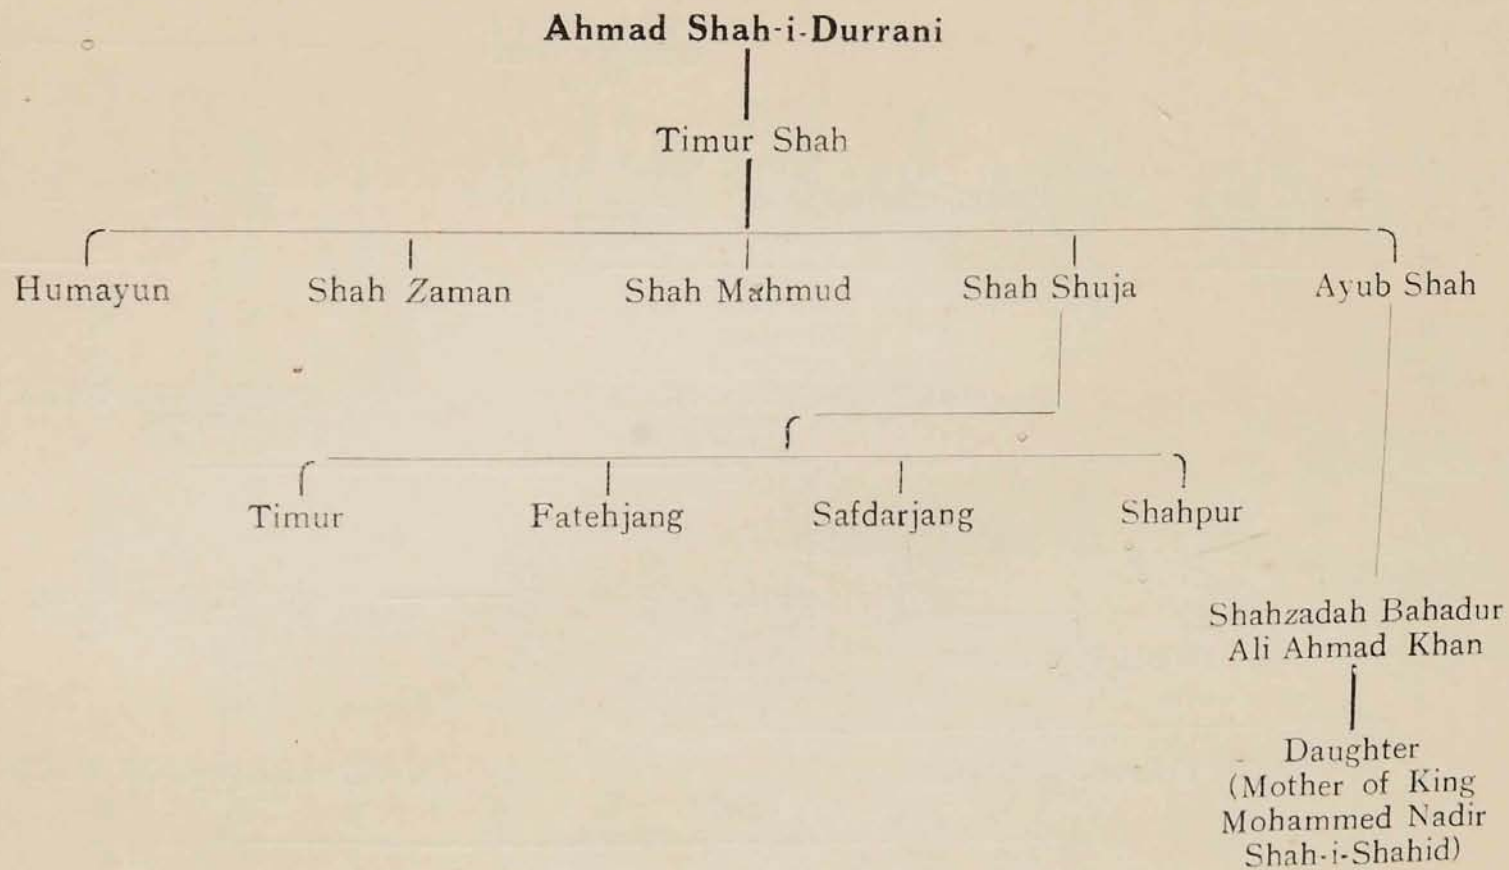 Ahmad Shah-i-Durrani
Timur Shah
Humayun
Shah Zaman
Shah Mahmud
Shah Shuja
Ayub Shah
Timur
Fatehjang
Safdarjang
Shahpur
Shahzadah Bahadur
Ali Ahmad Khan
Daughter
(Mother of King
Mohammed Nadir
Shah-i-Shahid)